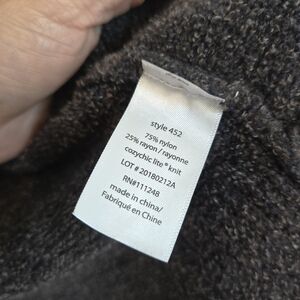 style 452
75% nylon
25% rayon / rayonne
cozychic lite® knit
LOT # 20180212A
RN#111248
made in china/
Fabriqué en Chine